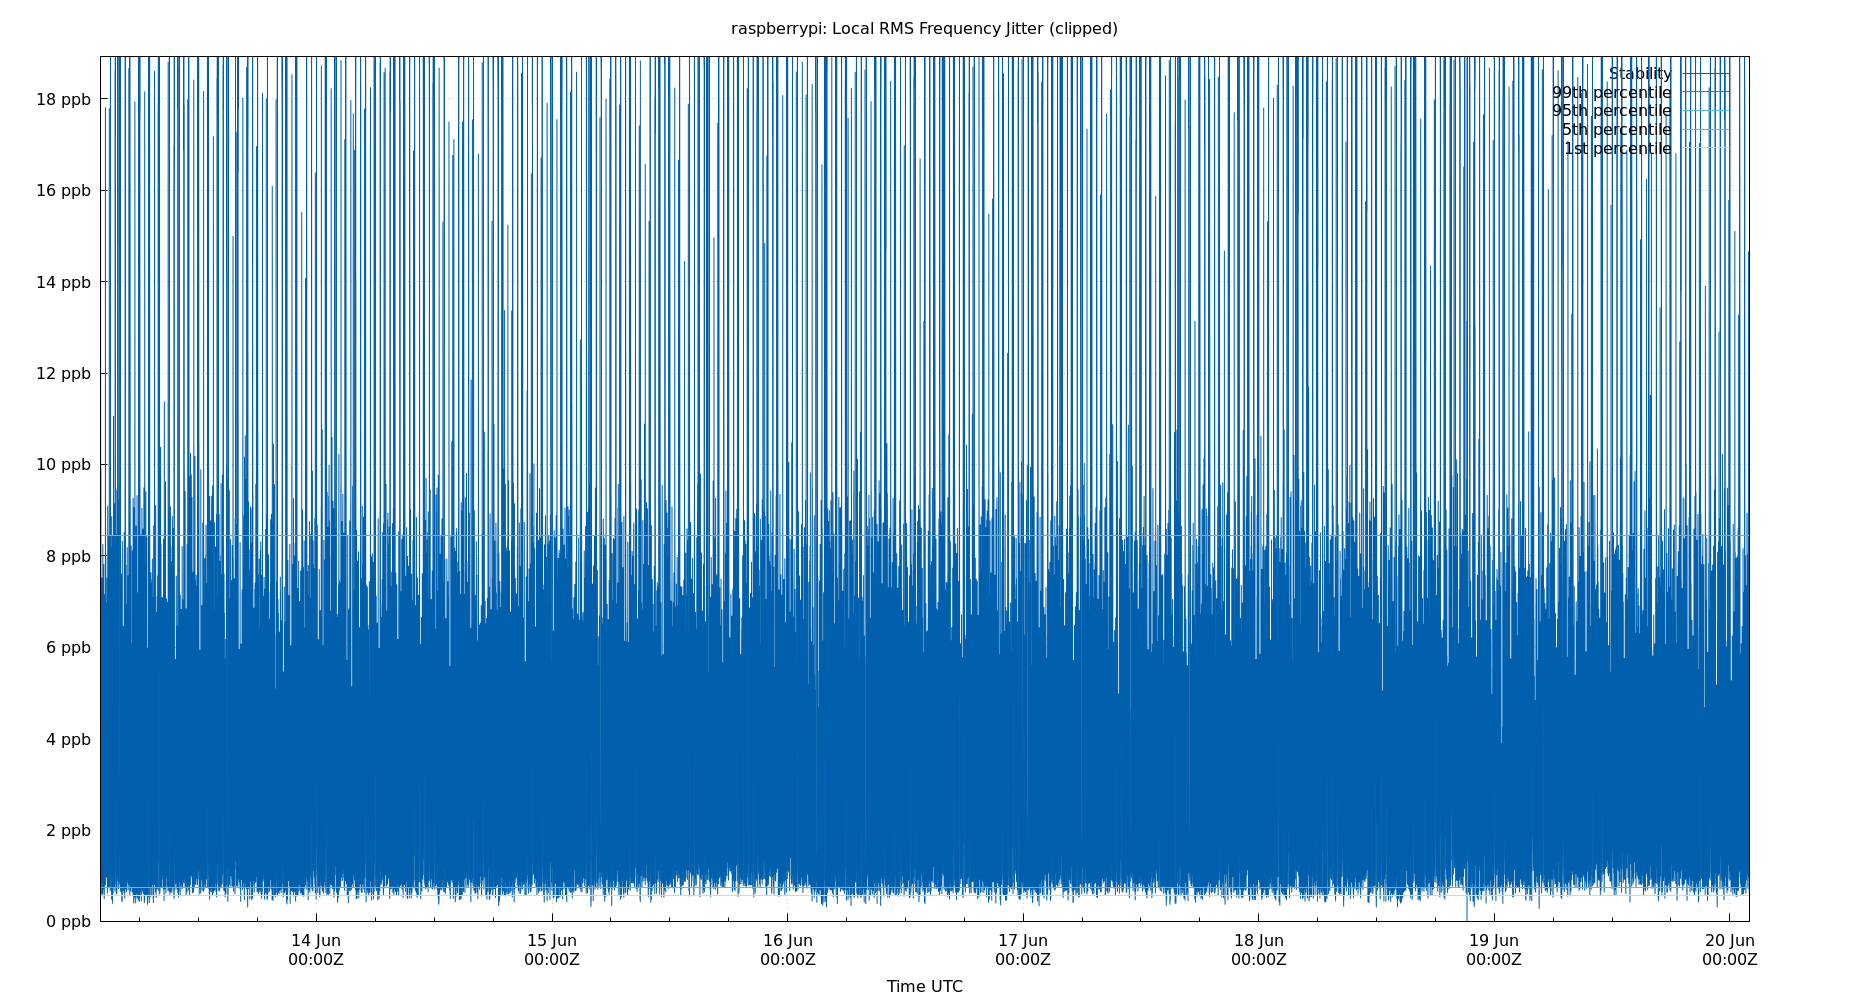 raspberrypi: Local RMS Frequency Jitter (clipped)
Stability
99th percentile
95th percentile
5th percentile
1st percentile
18 ppb
16 ppb
14 ppb
12 ppb
10 ppb
8 ppb
6 ppb
4 ppb
2 ppb
0 ppb
14 Jun 15 Jun 16 Jun 17 Jun 18 Jun 19 Jun 20 Jun
00:00Z 00:00Z 00:00Z 00:00Z 00:00Z 00:00Z 00:00Z
Time UTC